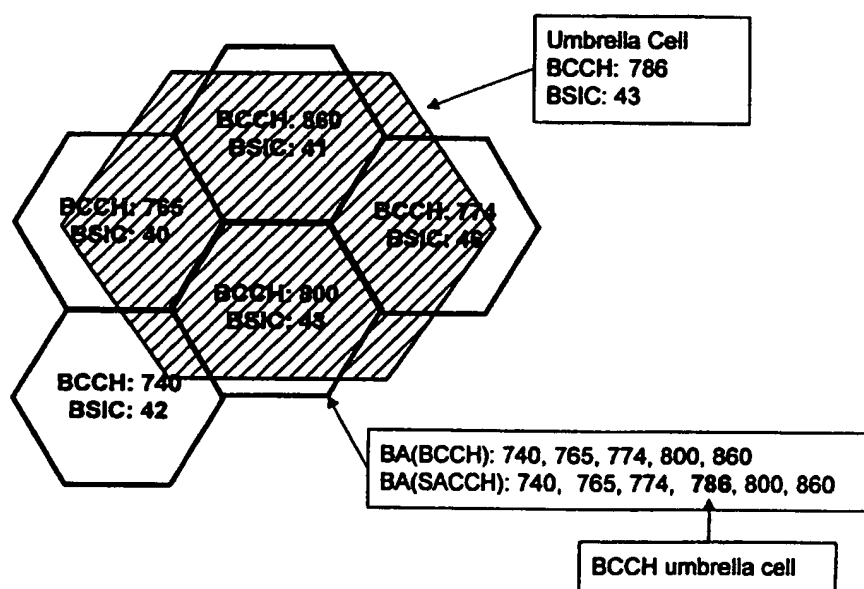 Umbrella Cell
BCCH: 786
BSIC: 43
BCCH: 860
BSIC: 41
BCCH: 765
BSIC: 40
BCCH: 774
BSIC:
BCCH: 800
BSIC:
BCCH: 740
BSIC: 42
BA(BCCH): 740, 765, 774, 800, 860
BA(SACCH): 740, 765, 774, 786, 800, 860
BCCH umbrella cell